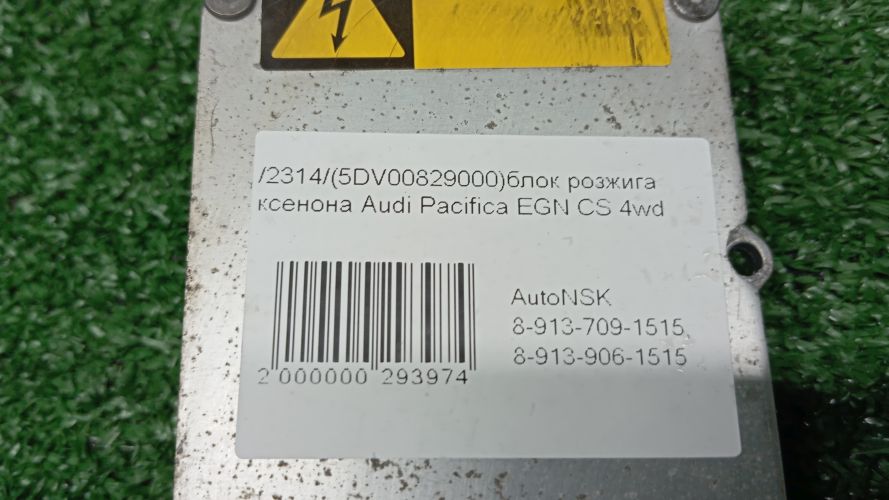 /2314/(5DV00829000)блок розжига
ксенона Audi Pacifica EGN CS 4wd
AutoNSK
8-913-709-1515,
8-913-906-1515
2 000000 293974